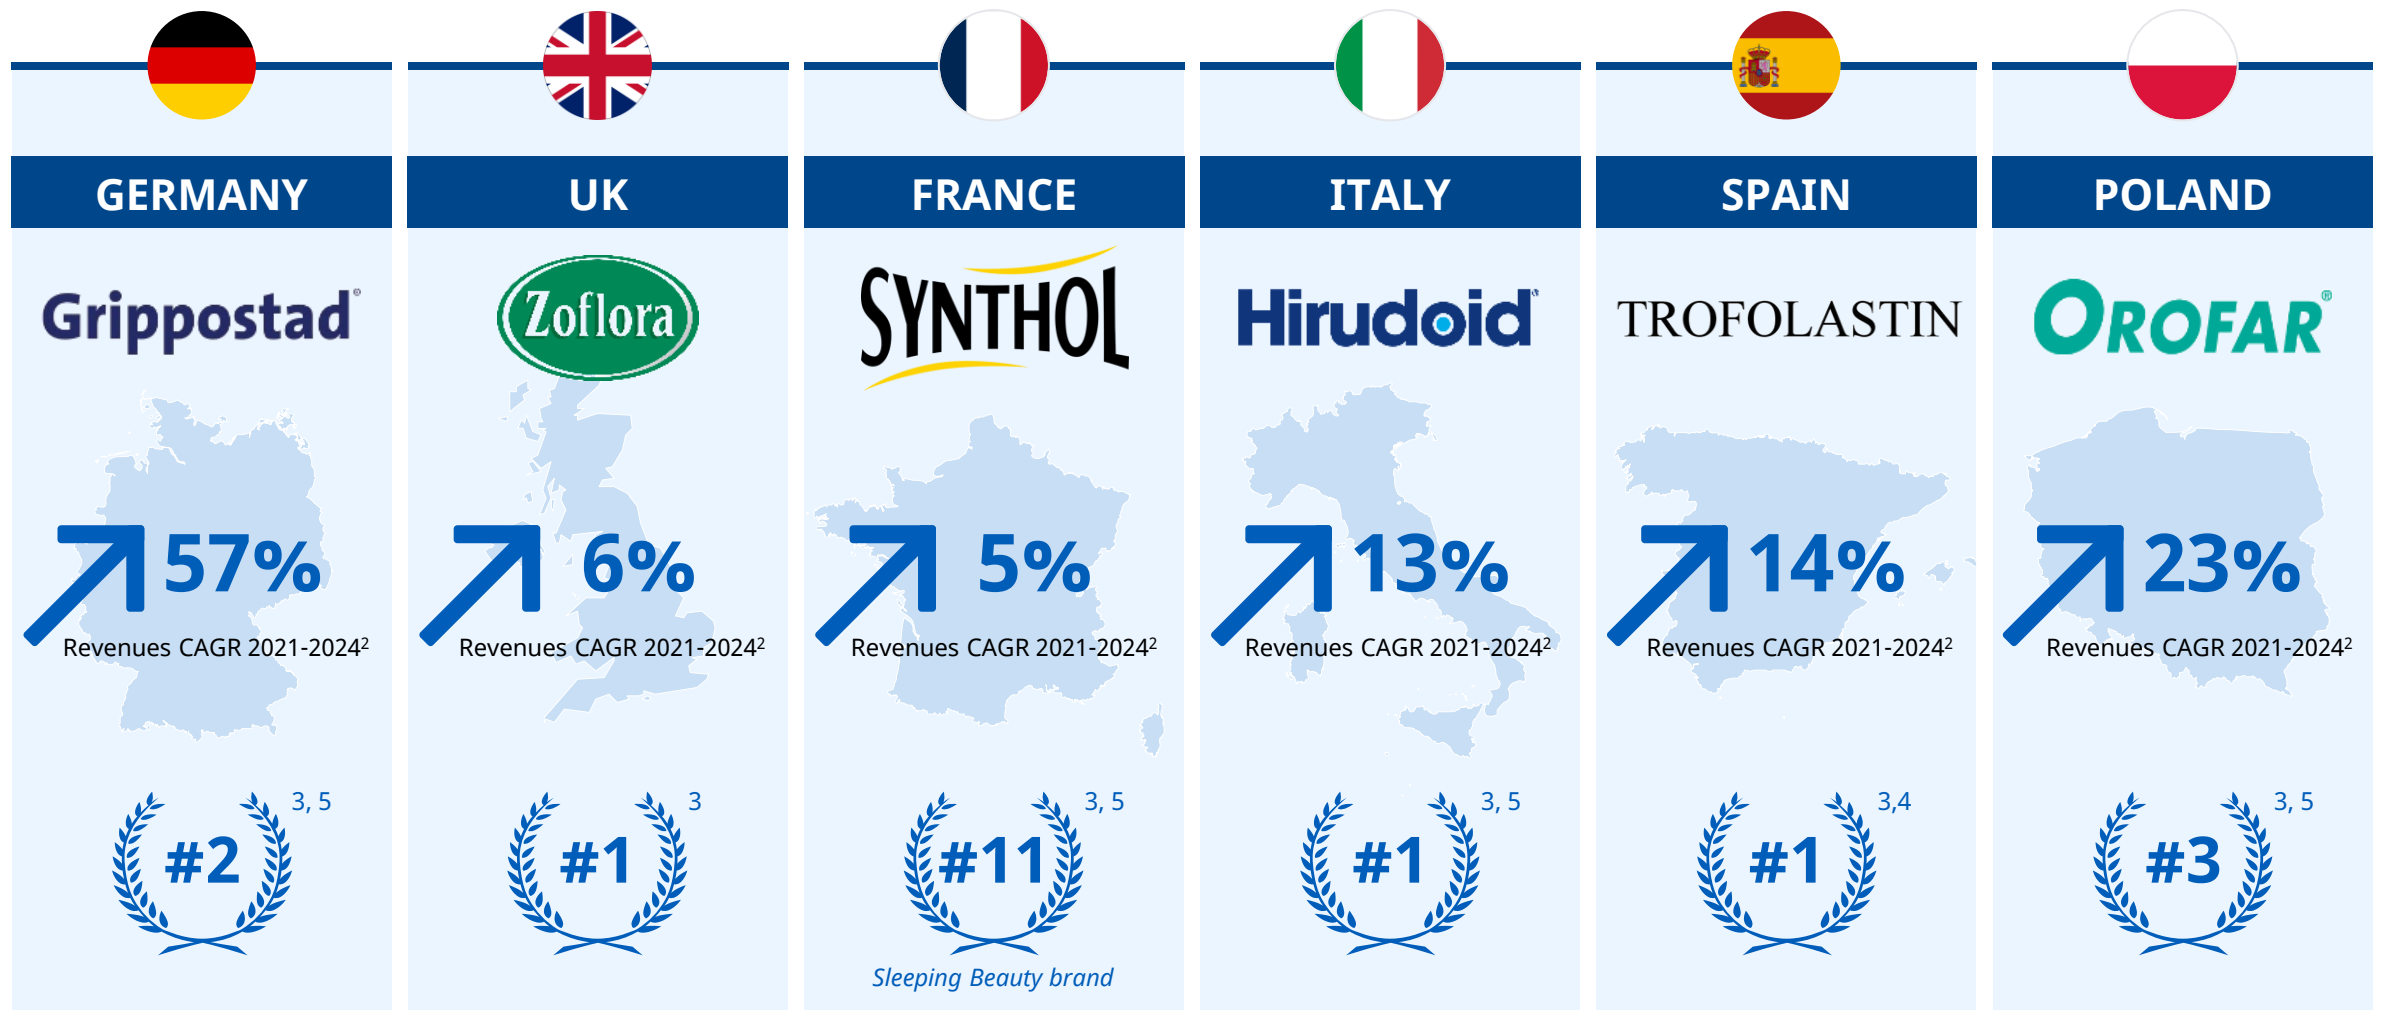 GERMANY
Grippostad®
57%
Revenues CAGR 2021-2024²
3, 5
#2
UK
Zoflora
6%
Revenues CAGR 2021-2024²
3
#1
FRANCE
SYNTHOL
5%
Revenues CAGR 2021-2024²
3, 5
#11
Sleeping Beauty brand
ITALY
Hirudoid®
13%
Revenues CAGR 2021-2024²
3, 5
#1
SPAIN
TROFOLASTIN
14%
Revenues CAGR 2021-2024²
3,4
#1
POLAND
OROFAR®
23%
Revenues CAGR 2021-2024²
3, 5
#3